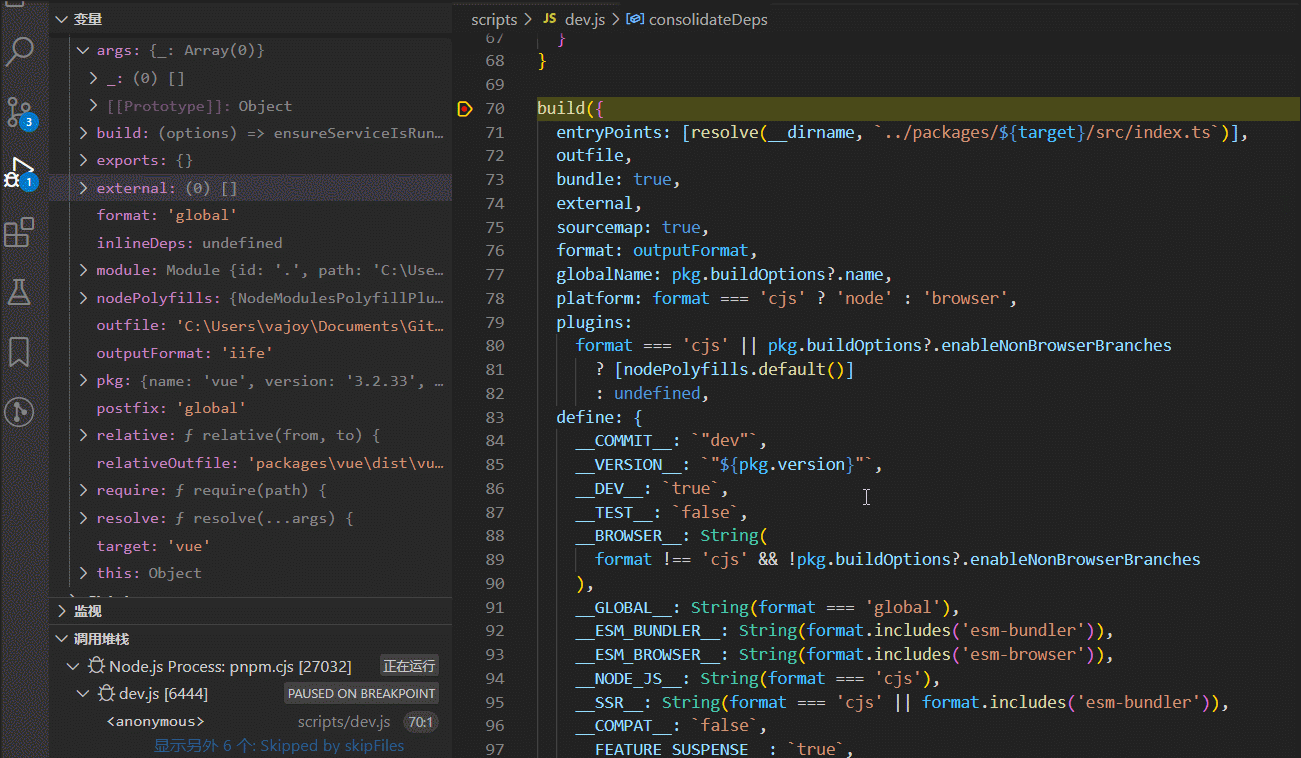 变量
args: {_: Array(0)}
_: (0) []
[[Prototype]]: Object
build: (options) => ensureServiceIsRun…
exports: {}
external: (0) []
format: 'global'
inlineDeps: undefined
module: Module {id: '.', path: 'C:\Use…
nodePolyfills: {NodeModulesPolyfillPlu…
outfile: 'C:\Users\vajoy\Documents\Git…
outputFormat: 'iife'
pkg: {name: 'vue', version: '3.2.33', …
postfix: 'global'
relative: ƒ relative(from, to) {
relativeOutfile: 'packages\vue\dist\vu…
require: ƒ require(path) {
resolve: ƒ resolve(...args) {
target: 'vue'
this: Object
监视
调用堆栈
Node.js Process: pnpm.cjs [27032] 正在运行
dev.js [6444] PAUSED ON BREAKPOINT
<anonymous> scripts/dev.js 70:1
显示另外 6 个: Skipped by skipFiles
3
1
scripts > JS dev.js > consolidateDeps
67 }
68 }
69
70 build({
71 entryPoints: [resolve(__dirname, `../packages/${target}/src/index.ts`)],
72 outfile,
73 bundle: true,
74 external,
75 sourcemap: true,
76 format: outputFormat,
77 globalName: pkg.buildOptions?.name,
78 platform: format === 'cjs' ? 'node' : 'browser',
79 plugins:
80 format === 'cjs' || pkg.buildOptions?.enableNonBrowserBranches
81 ? [nodePolyfills.default()]
82 : undefined,
83 define: {
84 __COMMIT__: `"dev"`,
85 __VERSION__: `"${pkg.version}"`,
86 __DEV__: `true`,
87 __TEST__: `false`,
88 __BROWSER__: String(
89 format !== 'cjs' && !pkg.buildOptions?.enableNonBrowserBranches
90 ),
91 __GLOBAL__: String(format === 'global'),
92 __ESM_BUNDLER__: String(format.includes('esm-bundler')),
93 __ESM_BROWSER__: String(format.includes('esm-browser')),
94 __NODE_JS__: String(format === 'cjs'),
95 __SSR__: String(format === 'cjs' || format.includes('esm-bundler')),
96 __COMPAT__: `false`,
97 __FEATURE_SUSPENSE__: `true`,